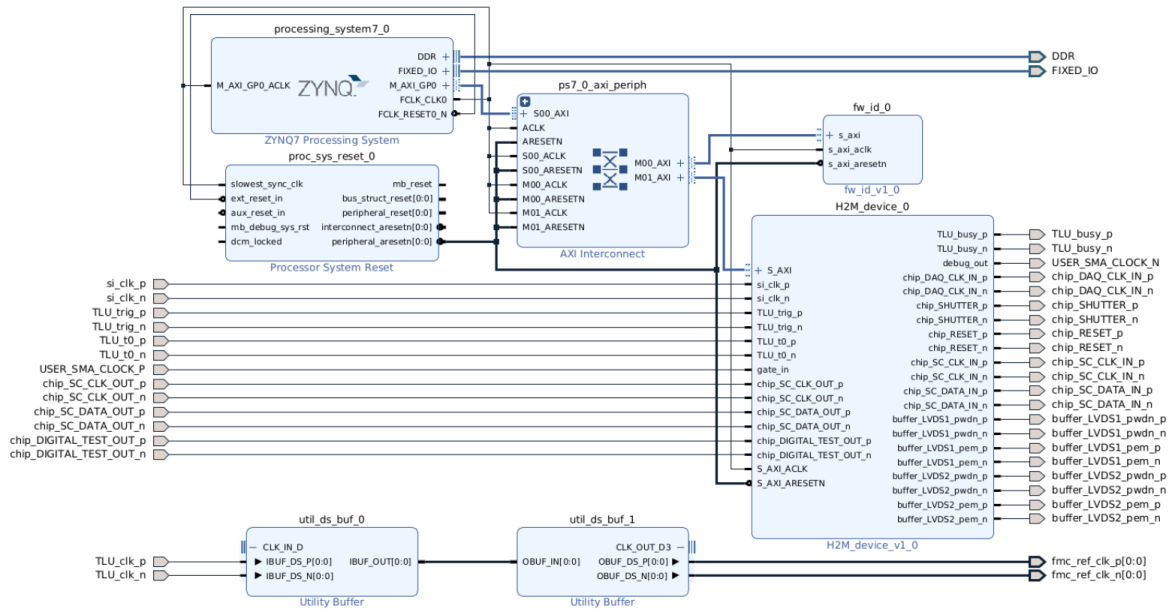 processing_system7_0
M_AXI_GP0_ACLK
ZYNQ
DDR
FIXED_IO
M_AXI_GP0
FCLK_CLK0
FCLK_RESET0_N
ZYNQ7 Processing System
DDR
FIXED_IO
proc_sys_reset_0
slowest_sync_clk
ext_reset_in
aux_reset_in
mb_debug_sys_rst
dcm_locked
mb_reset
bus_struct_reset[0:0]
peripheral_reset[0:0]
interconnect_aresetn[0:0]
peripheral_aresetn[0:0]
Processor System Reset
ps7_0_axi_periph
S00_AXI
ACLK
ARESETN
S00_ACLK
S00_ARESETN
M00_ACLK
M00_ARESETN
M01_ACLK
M01_ARESETN
M00_AXI
M01_AXI
AXI Interconnect
fw_id_0
s_axi
s_axi_aclk
s_axi_aresetn
fw_id_v1_0
si_clk_p
si_clk_n
TLU_trig_p
TLU_trig_n
TLU_t0_p
TLU_t0_n
USER_SMA_CLOCK_P
chip_SC_CLK_OUT_p
chip_SC_CLK_OUT_n
chip_SC_DATA_OUT_p
chip_SC_DATA_OUT_n
chip_DIGITAL_TEST_OUT_p
chip_DIGITAL_TEST_OUT_n
H2M_device_0
S_AXI
si_clk_p
si_clk_n
TLU_trig_p
TLU_trig_n
TLU_t0_p
TLU_t0_n
gate_in
chip_SC_CLK_OUT_p
chip_SC_CLK_OUT_n
chip_SC_DATA_OUT_p
chip_SC_DATA_OUT_n
chip_DIGITAL_TEST_OUT_p
chip_DIGITAL_TEST_OUT_n
S_AXI_ACLK
S_AXI_ARESETN
TLU_busy_p
TLU_busy_n
debug_out
chip_DAQ_CLK_IN_p
chip_DAQ_CLK_IN_n
chip_SHUTTER_p
chip_SHUTTER_n
chip_RESET_p
chip_RESET_n
chip_SC_CLK_IN_p
chip_SC_CLK_IN_n
chip_SC_DATA_IN_p
chip_SC_DATA_IN_n
buffer_LVDS1_pwdn_p
buffer_LVDS1_pwdn_n
buffer_LVDS1_pem_p
buffer_LVDS1_pem_n
buffer_LVDS2_pwdn_p
buffer_LVDS2_pwdn_n
buffer_LVDS2_pem_p
buffer_LVDS2_pem_n
H2M_device_v1_0
TLU_busy_p
TLU_busy_n
USER_SMA_CLOCK_N
chip_DAQ_CLK_IN_p
chip_DAQ_CLK_IN_n
chip_SHUTTER_p
chip_SHUTTER_n
chip_RESET_p
chip_RESET_n
chip_SC_CLK_IN_p
chip_SC_CLK_IN_n
chip_SC_DATA_IN_p
chip_SC_DATA_IN_n
buffer_LVDS1_pwdn_p
buffer_LVDS1_pwdn_n
buffer_LVDS1_pem_p
buffer_LVDS1_pem_n
buffer_LVDS2_pwdn_p
buffer_LVDS2_pwdn_n
buffer_LVDS2_pem_p
buffer_LVDS2_pem_n
TLU_clk_p
TLU_clk_n
util_ds_buf_0
CLK_IN_D
IBUF_DS_P[0:0]
IBUF_DS_N[0:0]
IBUF_OUT[0:0]
Utility Buffer
util_ds_buf_1
OBUF_IN[0:0]
CLK_OUT_D3
OBUF_DS_P[0:0]
OBUF_DS_N[0:0]
Utility Buffer
fmc_ref_clk_p[0:0]
fmc_ref_clk_n[0:0]